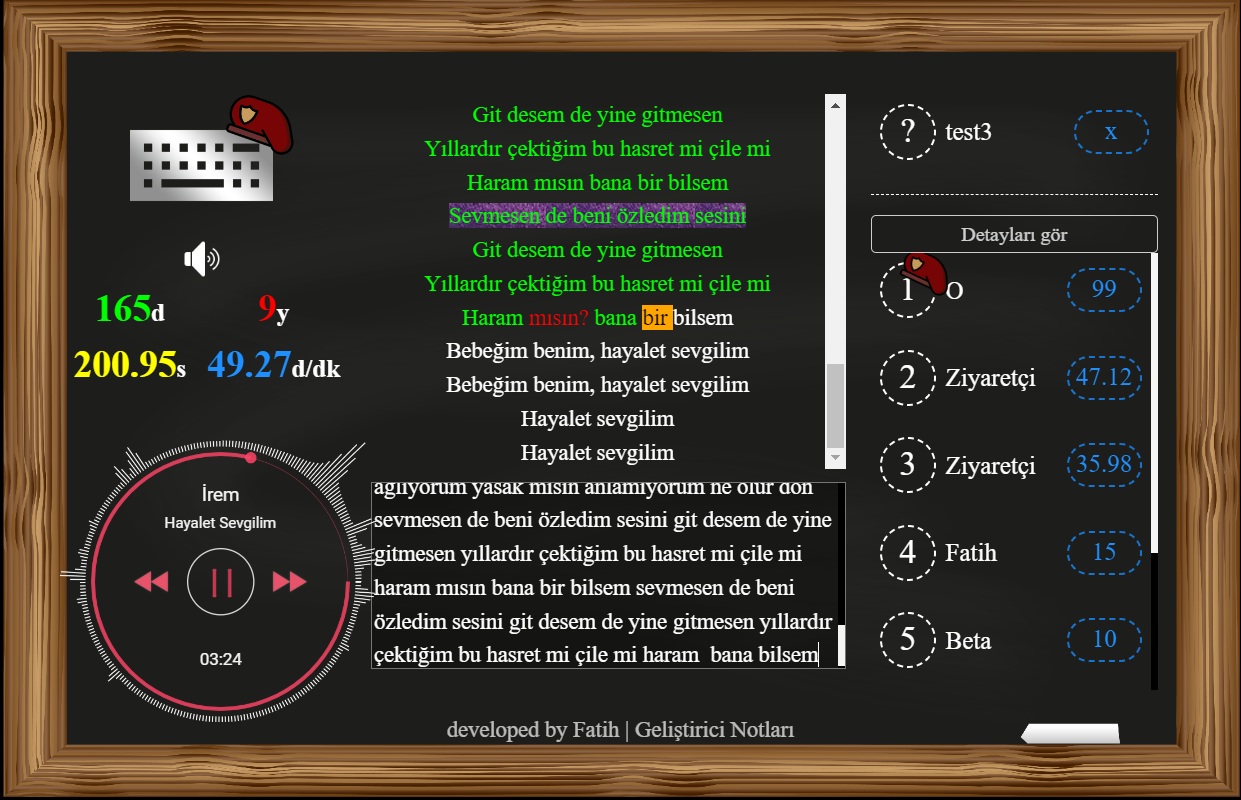 165d
9y
200.95s
49.27d/dk
İrem
Hayalet Sevgilim
03:24
Git desem de yine gitmesen
Yıllardır çektiğim bu hasret mi çile mi
Haram mısın bana bir bilsem
Sevmesen de beni özledim sesini
Git desem de yine gitmesen
Yıllardır çektiğim bu hasret mi çile mi
Haram mısın? bana bir bilsem
Bebeğim benim, hayalet sevgilim
Bebeğim benim, hayalet sevgilim
Hayalet sevgilim
Hayalet sevgilim
ağlıyorum yasak mısın anlamıyorum ne olur dön
sevmesen de beni özledim sesini git desem de yine
gitmesen yıllardır çektiğim bu hasret mi çile mi
haram mısın bana bir bilsem sevmesen de beni
özledim sesini git desem de yine gitmesen yıllardır
çektiğim bu hasret mi çile mi haram  bana bilsem
? test3 x
Detayları gör
1 O 99
2 Ziyaretçi 47.12
3 Ziyaretçi 35.98
4 Fatih 15
5 Beta 10
developed by Fatih | Geliştirici Notları